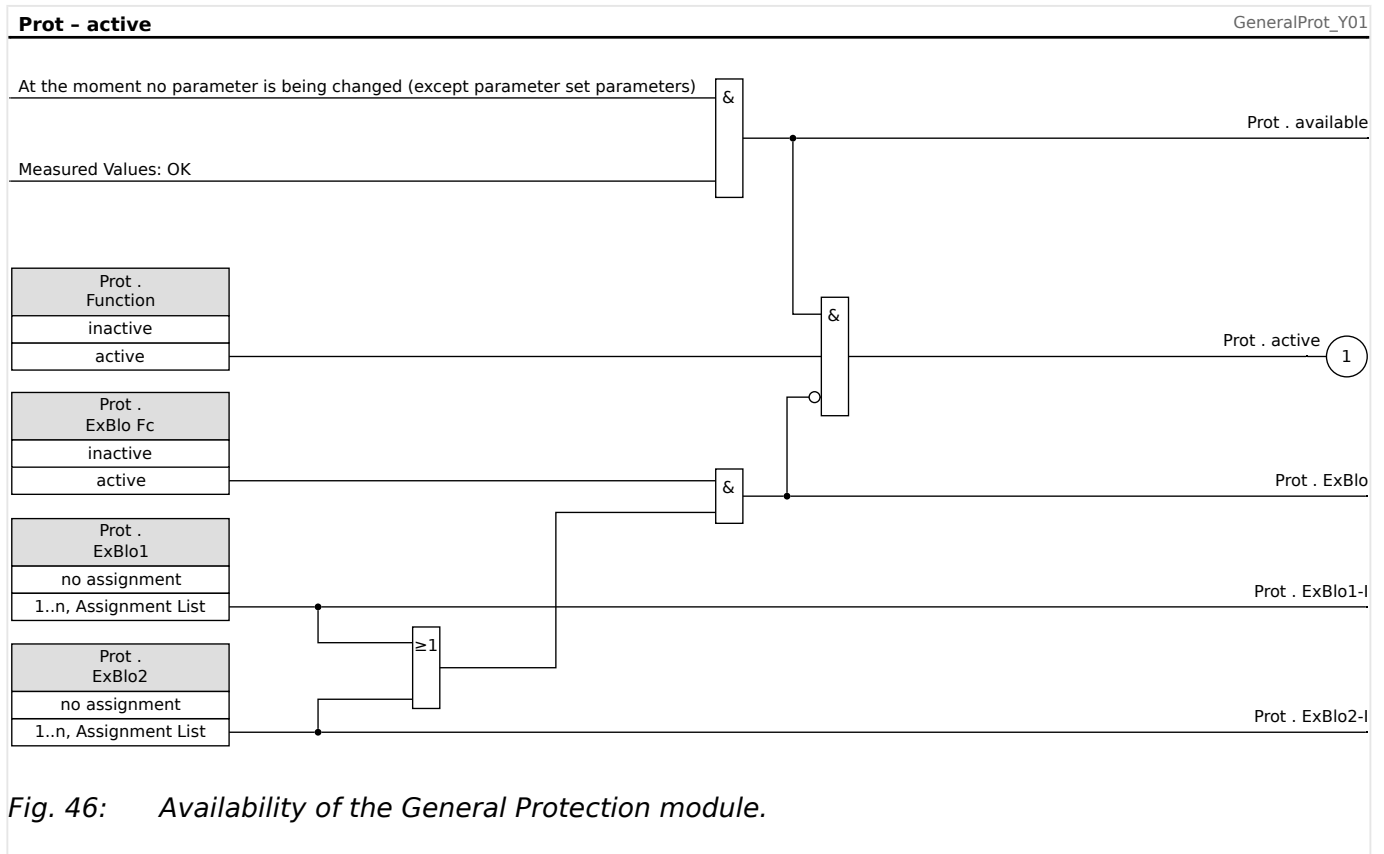 Prot – active
GeneralProt_Y01
At the moment no parameter is being changed (except parameter set parameters)
&
Prot . available
Measured Values: OK
Prot .
Function
inactive
active
&
Prot . active
1
Prot .
ExBlo Fc
inactive
active
&
Prot . ExBlo
Prot .
ExBlo1
no assignment
1..n, Assignment List
Prot . ExBlo1-I
≥1
Prot .
ExBlo2
no assignment
1..n, Assignment List
Prot . ExBlo2-I
Fig. 46: Availability of the General Protection module.